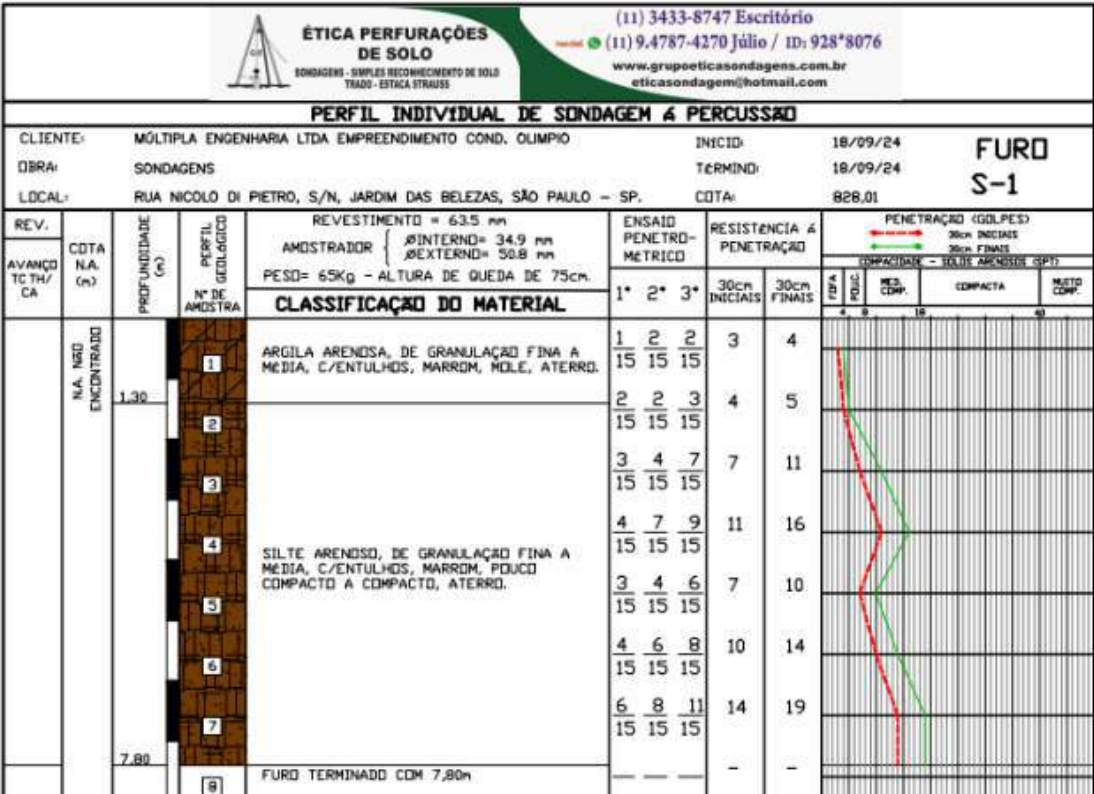 ÉTICA PERFURAÇÕES
DE SOLO
SONDAGENS - SIMPLES RECONHECIMENTO DE SOLO
TRADO - ESTACA STRAUSS
(11) 3433-8747 Escritório
(11) 9.4787-4270 Júlio / ID: 928*8076
www.grupoeticasondagens.com.br
eticasondagem@hotmail.com
PERFIL INDIVIDUAL DE SONDAGEM á PERCUSSÃO
CLIENTE: MÚLTIPLA ENGENHARIA LTDA EMPREENDIMENTO COND. OLIMPIO
INÍCIO: 18/09/24
OBRA: SONDAGENS
TéRMINO: 18/09/24
LOCAL: RUA NICOLO DI PIETRO, S/N, JARDIM DAS BELEZAS, SÃO PAULO - SP.
COTA: 828,01
FURO
S-1
REV.
AVANÇO
TC TH/
CA
COTA
N.A.
(m)
PROFUNDIDADE
(m)
PERFIL
GEOLóGICO
N° DE
AMOSTRA
REVESTIMENTO = 63.5 mm
AMOSTRADOR { ØINTERNO= 34.9 mm
ØEXTERNO= 50.8 mm
PESO= 65Kg - ALTURA DE QUEDA DE 75cm.
CLASSIFICAÇÃO DO MATERIAL
ENSAIO
PENETRO-
MéTRICO
1° 2° 3°
RESISTêNCIA á
PENETRAÇÃO
30cm
INICIAIS
30cm
FINAIS
PENETRAÇÃO (GOLPES)
30cm INICIAIS
30cm FINAIS
COMPACIDADE - SOLOS ARENOSOS (SPT)
FOFA
POUC.
MED.
COMP.
COMPACTA
MUITO
COMP.
4 8 18 40
N.A. NÃO
ENCONTRADO
1 ARGILA ARENOSA, DE GRANULAÇÃO FINA A
MéDIA, C/ENTULHOS, MARROM, MOLE, ATERRO.
1 2 2 3 4
15 15 15
1.30
2 2 2 3 4 5
15 15 15
3 3 4 7 7 11
15 15 15
4 4 7 9 11 16
15 15 15
SILTE ARENOSO, DE GRANULAÇÃO FINA A
MéDIA, C/ENTULHOS, MARROM, POUCO
COMPACTO A COMPACTO, ATERRO.
5 3 4 6 7 10
15 15 15
6 4 6 8 10 14
15 15 15
7 6 8 11 14 19
15 15 15
7.80
8 FURO TERMINADO COM 7,80m
— — — - -